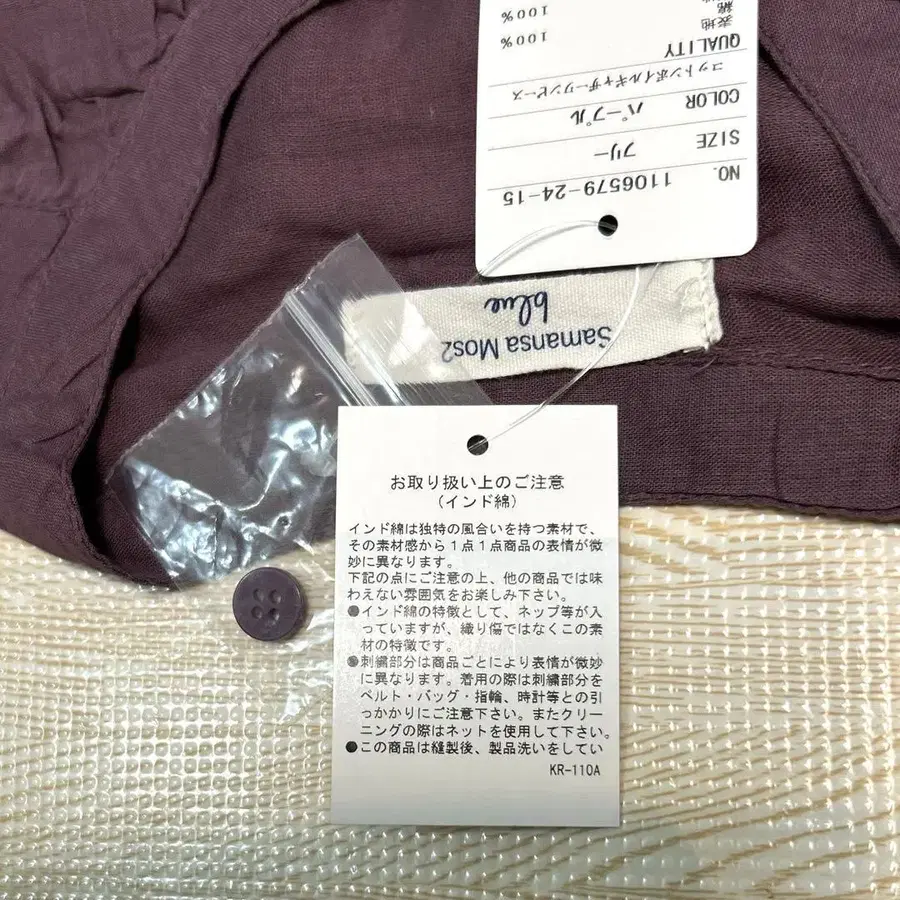 NO. 1106579-24-15
SIZE フリー
COLOR パープル
コットンボイルギャザーワンピース
QUALITY
表地
綿 100%
100%
Samansa Mos2
blue
お取り扱い上のご注意
(インド綿)
インド綿は独特の風合いを持つ素材で、
その素材感から1点1点商品の表情が微
妙に異なります。
下記の点にご注意の上、他の商品では味
わえない雰囲気をお楽しみ下さい。
●インド綿の特徴として、ネップ等が入
っていますが、織り傷ではなくこの素
材の特徴です。
●刺繍部分は商品ごとにより表情が微妙
に異なります。着用の際は刺繍部分を
ベルト・バッグ・指輪、時計等との引
っかかりにご注意下さい。またクリー
ニングの際はネットを使用して下さい。
●この商品は縫製後、製品洗いをしてい
KR-110A